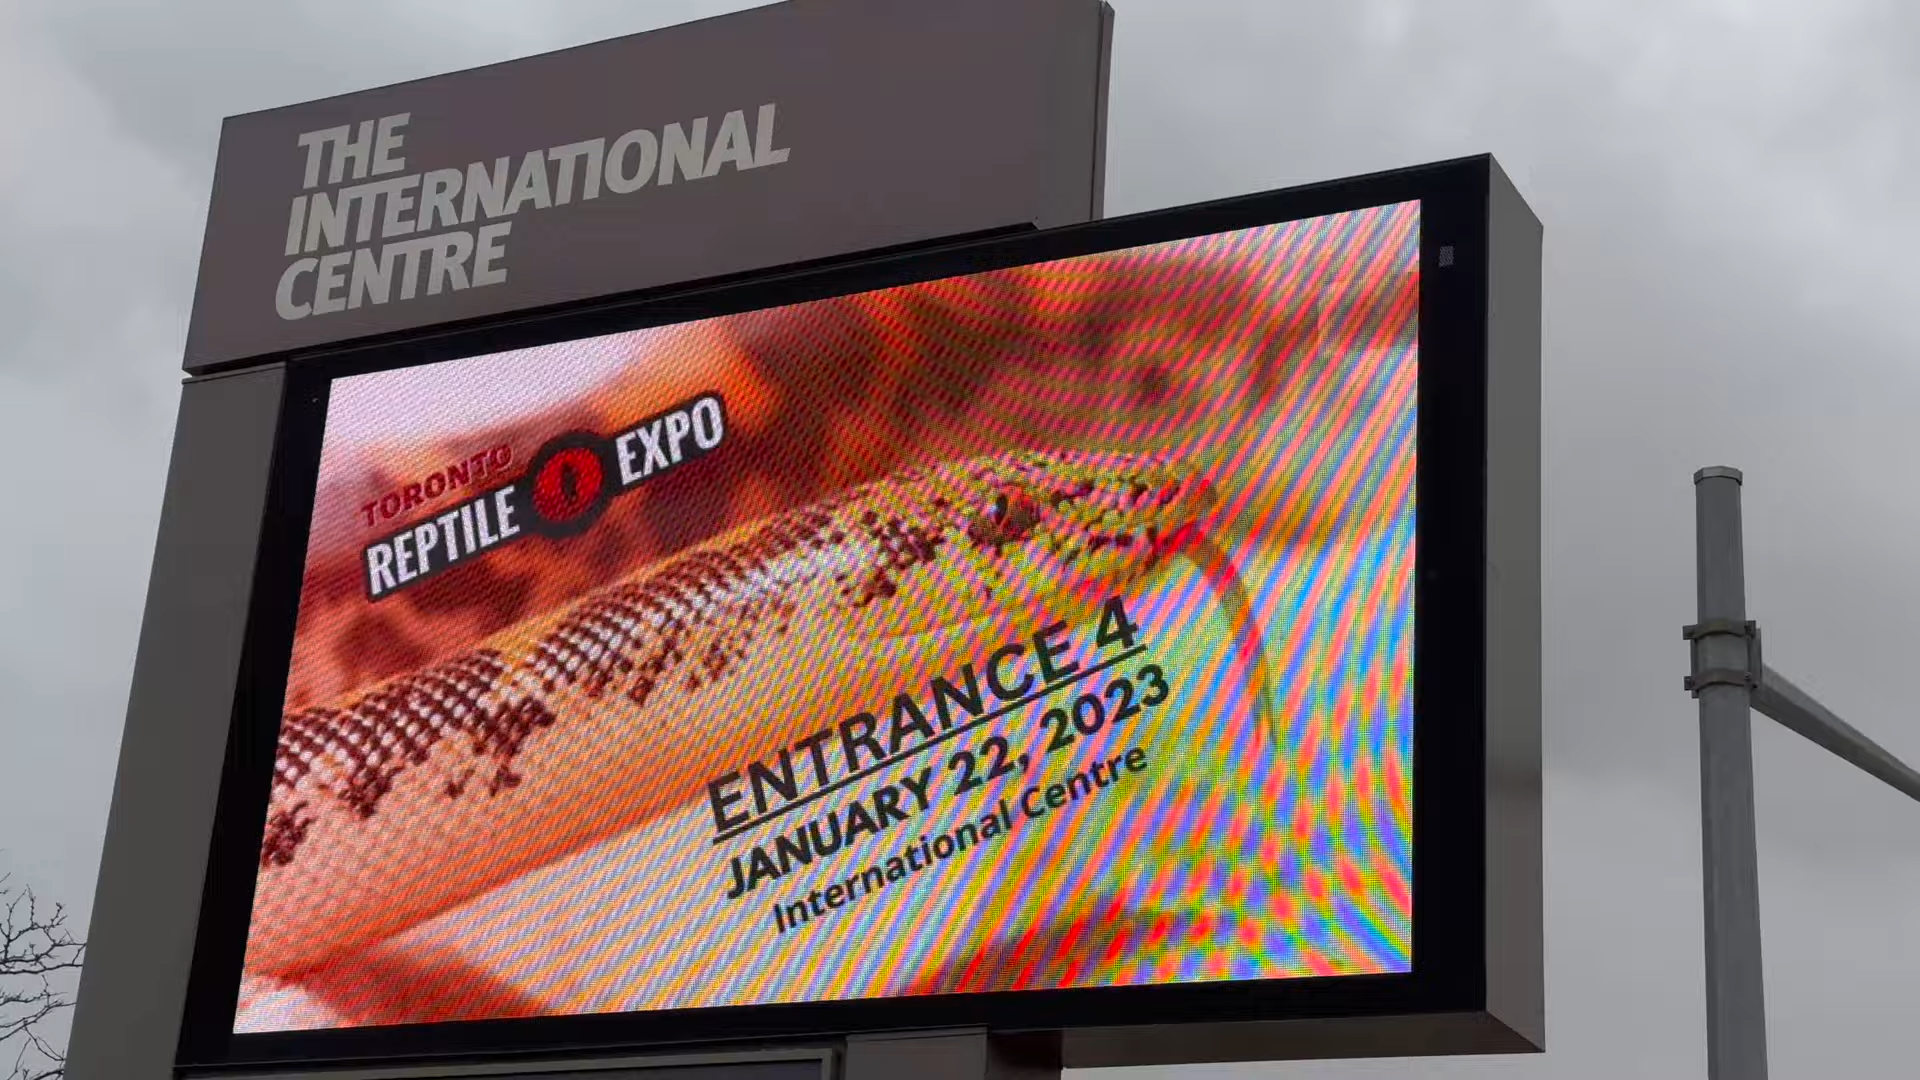 THE
INTERNATIONAL
CENTRE
TORONTO
REPTILE EXPO
ENTRANCE 4
JANUARY 22, 2023
International Centre